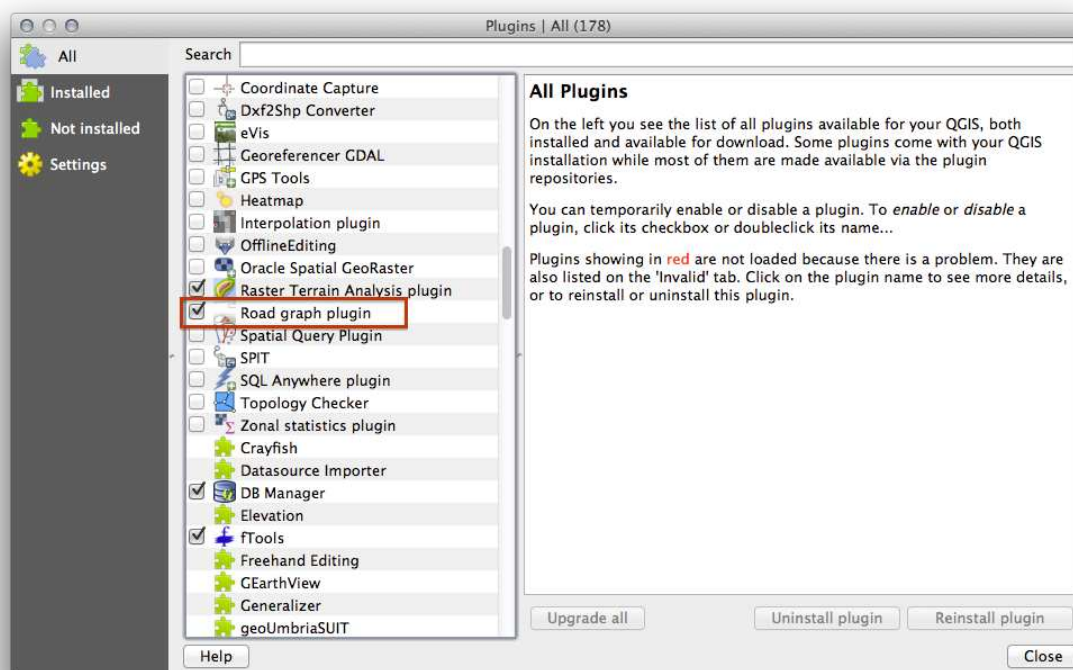 Plugins | All (178)
All
Installed
Not installed
Settings
Search
Coordinate Capture
Dxf2Shp Converter
eVis
Georeferencer GDAL
GPS Tools
Heatmap
Interpolation plugin
OfflineEditing
Oracle Spatial GeoRaster
Raster Terrain Analysis plugin
Road graph plugin
Spatial Query Plugin
SPIT
SQL Anywhere plugin
Topology Checker
Zonal statistics plugin
Crayfish
Datasource Importer
DB Manager
Elevation
fTools
Freehand Editing
GEarthView
Generalizer
geoUmbriaSUIT
All Plugins
On the left you see the list of all plugins available for your QGIS, both
installed and available for download. Some plugins come with your QGIS
installation while most of them are made available via the plugin
repositories.
You can temporarily enable or disable a plugin. To enable or disable a
plugin, click its checkbox or doubleclick its name...
Plugins showing in red are not loaded because there is a problem. They are
also listed on the 'Invalid' tab. Click on the plugin name to see more details,
or to reinstall or uninstall this plugin.
Upgrade all
Uninstall plugin
Reinstall plugin
Help
Close